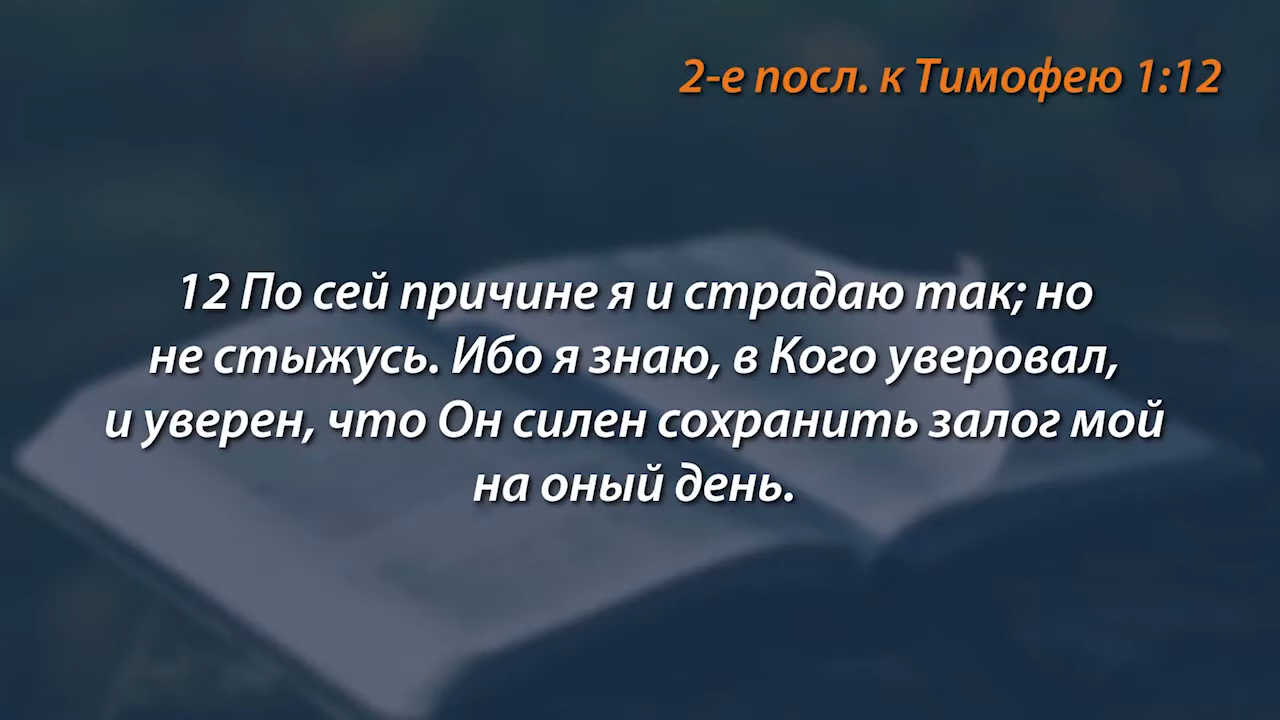 2-е посл. к Тимофею 1:12
12 По сей причине я и страдаю так; но
не стыжусь. Ибо я знаю, в Кого уверовал,
и уверен, что Он силен сохранить залог мой
на оный день.